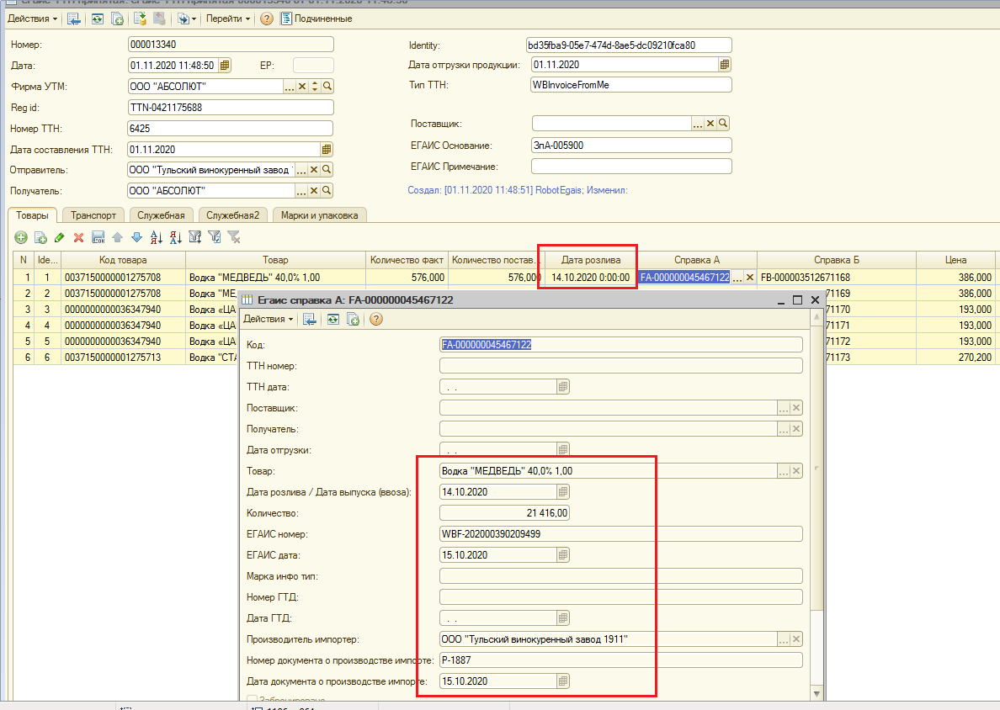 Действия Перейти Подчиненные
Номер: 000013340 Identity: bd35fba9-05e7-474d-8ae5-dc09210fca80
Дата: 01.11.2020 11:48:50 ЕР: Дата отгрузки продукции: 01.11.2020
Фирма УТМ: ООО "АБСОЛЮТ" Тип ТТН: WBInvoiceFromMe
Reg id: TTN-0421175688
Номер ТТН: 6425 Поставщик:
Дата составления ТТН: 01.11.2020 ЕГАИС Основание: ЗпА-005900
Отправитель: ООО "Тульский винокуренный завод ЕГАИС Примечание:
Получатель: ООО "АБСОЛЮТ" Создал: [01.11.2020 11:48:51] RobotEgais; Изменил:
Товары Транспорт Служебная Служебная2 Марки и упаковка
N Ide... Код товара Товар Количество факт Количество постав... Дата розлива Справка А Справка Б Цена
1 1 0037150000001275708 Водка "МЕДВЕДЬ" 40,0% 1,00 576,000 576,000 14.10.2020 0:00:00 FA-000000045467122 ... FB-000003512671168 386,000
2 2 0037150000001275708 Водка "МЕД 71169 386,000
3 3 0000000000036347940 Водка «ЦА 71170 193,000
4 4 0000000000036347940 Водка «ЦА 71171 193,000
5 5 0000000000036347940 Водка «ЦА 71172 193,000
6 6 0037150000001275713 Водка "СТА 71173 270,200
Егаис справка А: FA-000000045467122
Действия
Код: FA-000000045467122
ТТН номер:
ТТН дата: . .
Поставщик:
Получатель:
Дата отгрузки: . .
Товар: Водка "МЕДВЕДЬ" 40,0% 1,00
Дата розлива / Дата выпуска (ввоза): 14.10.2020
Количество: 21 416,00
ЕГАИС номер: WBF-202000390209499
ЕГАИС дата: 15.10.2020
Марка инфо тип:
Номер ГТД:
Дата ГТД: . .
Производитель импортер: ООО "Тульский винокуренный завод 1911"
Номер документа о производстве импорте: Р-1887
Дата документа о производстве импорте: 15.10.2020